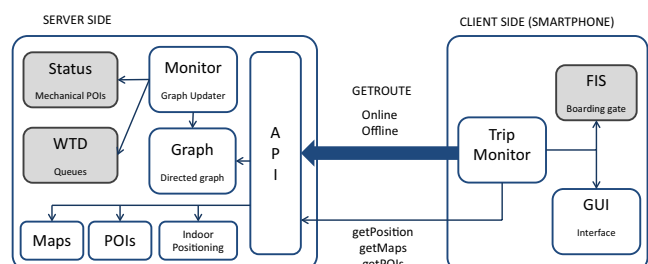 SERVER SIDE
CLIENT SIDE (SMARTPHONE)
Status
Mechanical POIs
Monitor
Graph Updater
WTD
Queues
Graph
Directed graph
A
P
I
Maps
POIs
Indoor
Positioning
GETROUTE
Online
Offline
getPosition
getMaps
getPOIs
Trip
Monitor
FIS
Boarding gate
GUI
Interface